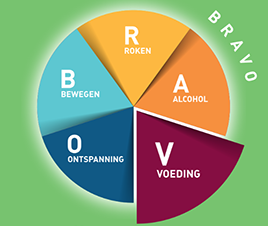 BRAVO
B
BEWEGEN
R
ROKEN
A
ALCOHOL
V
VOEDING
O
ONTSPANNING